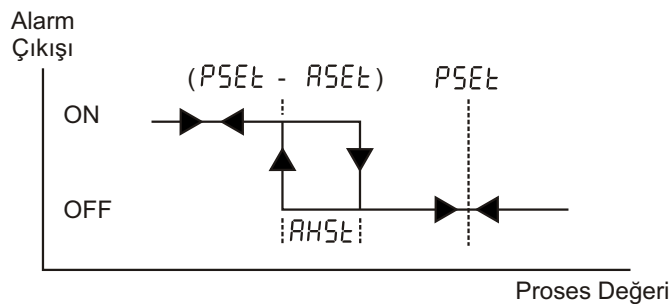 Alarm
Çıkışı
(PSEt - ASEt) PSEt
ON
OFF
AHSt
Proses Değeri